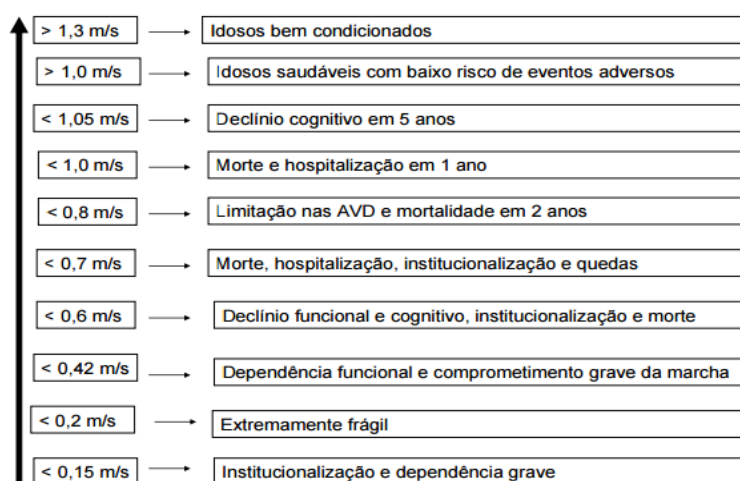 > 1,3 m/s Idosos bem condicionados
> 1,0 m/s Idosos saudáveis com baixo risco de eventos adversos
< 1,05 m/s Declínio cognitivo em 5 anos
< 1,0 m/s Morte e hospitalização em 1 ano
< 0,8 m/s Limitação nas AVD e mortalidade em 2 anos
< 0,7 m/s Morte, hospitalização, institucionalização e quedas
< 0,6 m/s Declínio funcional e cognitivo, institucionalização e morte
< 0,42 m/s Dependência funcional e comprometimento grave da marcha
< 0,2 m/s Extremamente frágil
< 0,15 m/s Institucionalização e dependência grave